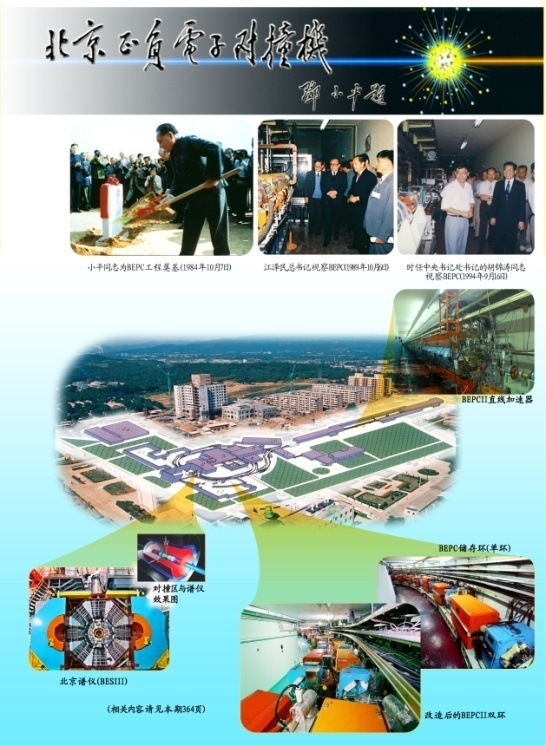 北京正负電子对撞機
鄧小平題
小平同志为BEPC工程奠基(1984年10月7日)
江泽民总书记视察BEPC(1989年10月6日)
时任中央书记处书记的胡锦涛同志
视察BEPC(1994年9月16日)
BEPCII直线加速器
BEPC储存环(单环)
对撞区与谱仪
效果图
北京谱仪(BESIII)
(相关内容请见本期364页)
改造后的BEPCII双环